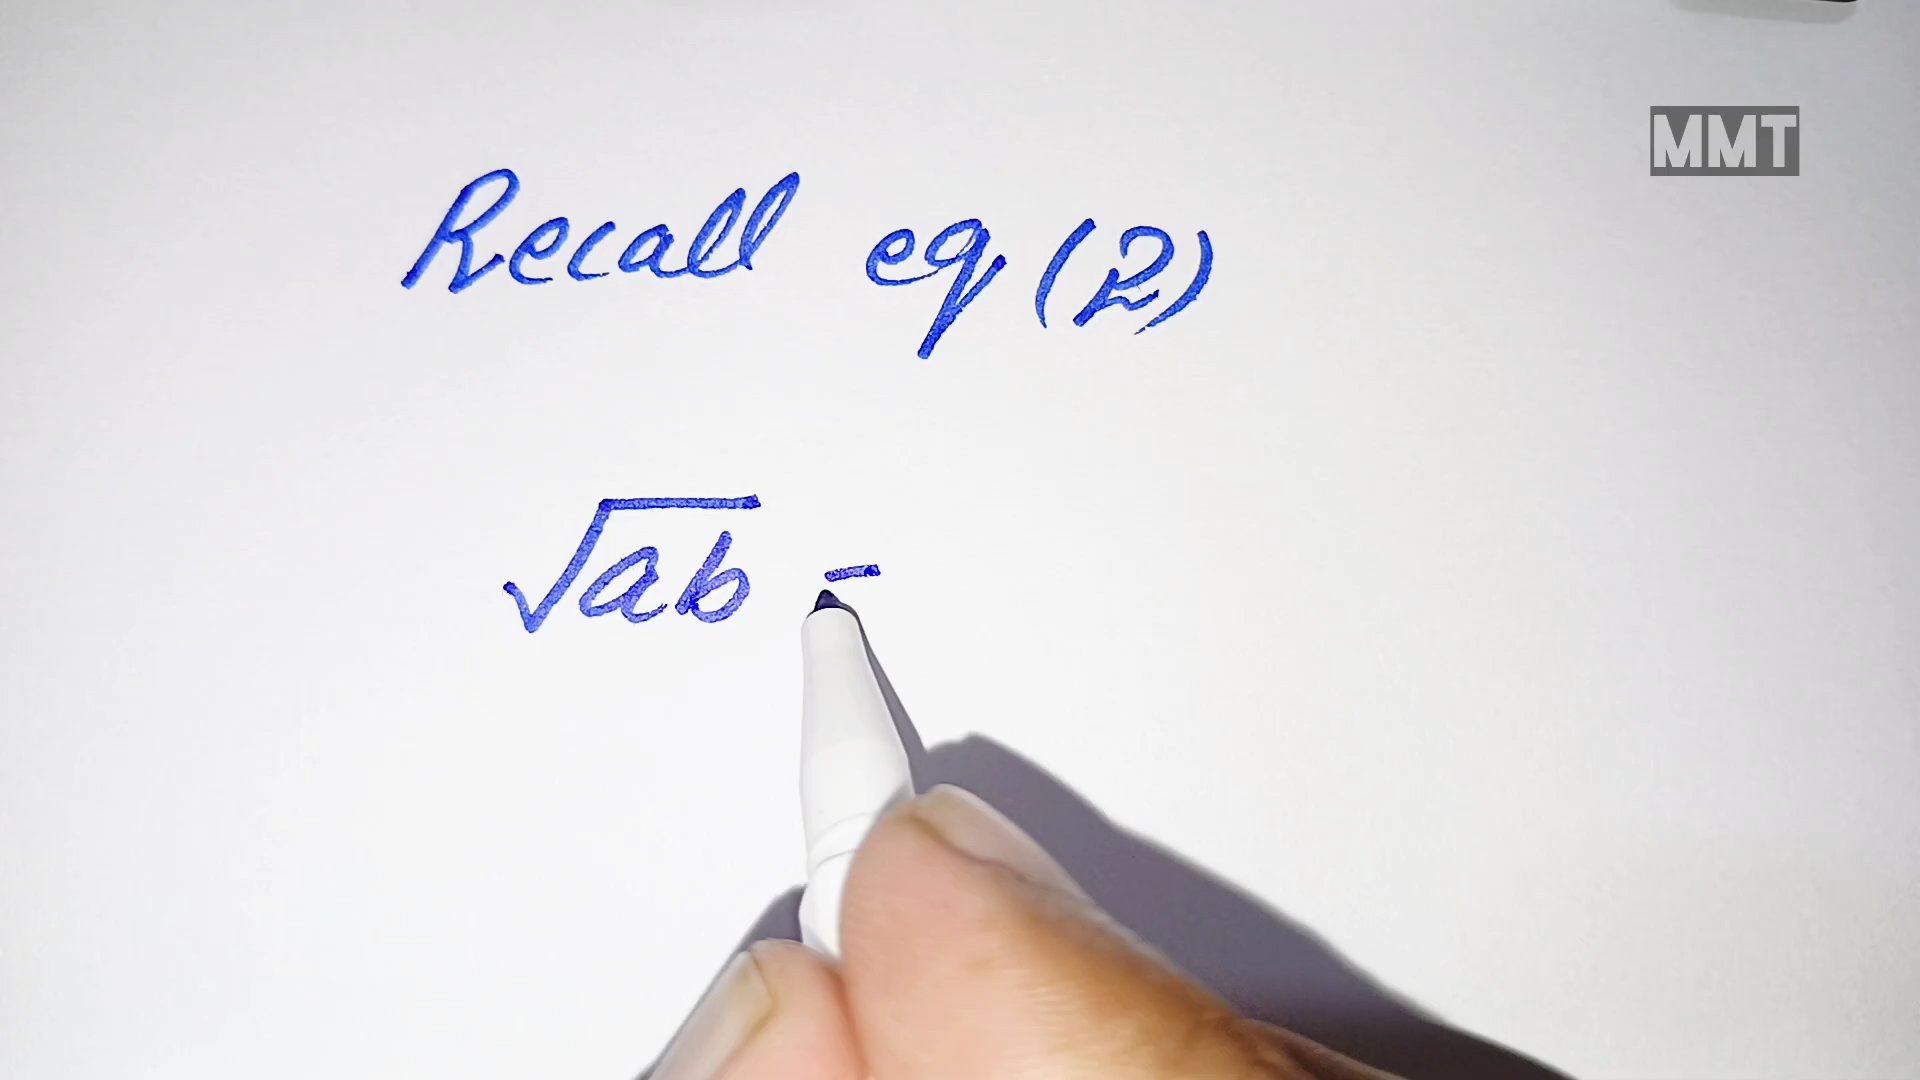 MMT
Recall eq (2)
√ab -